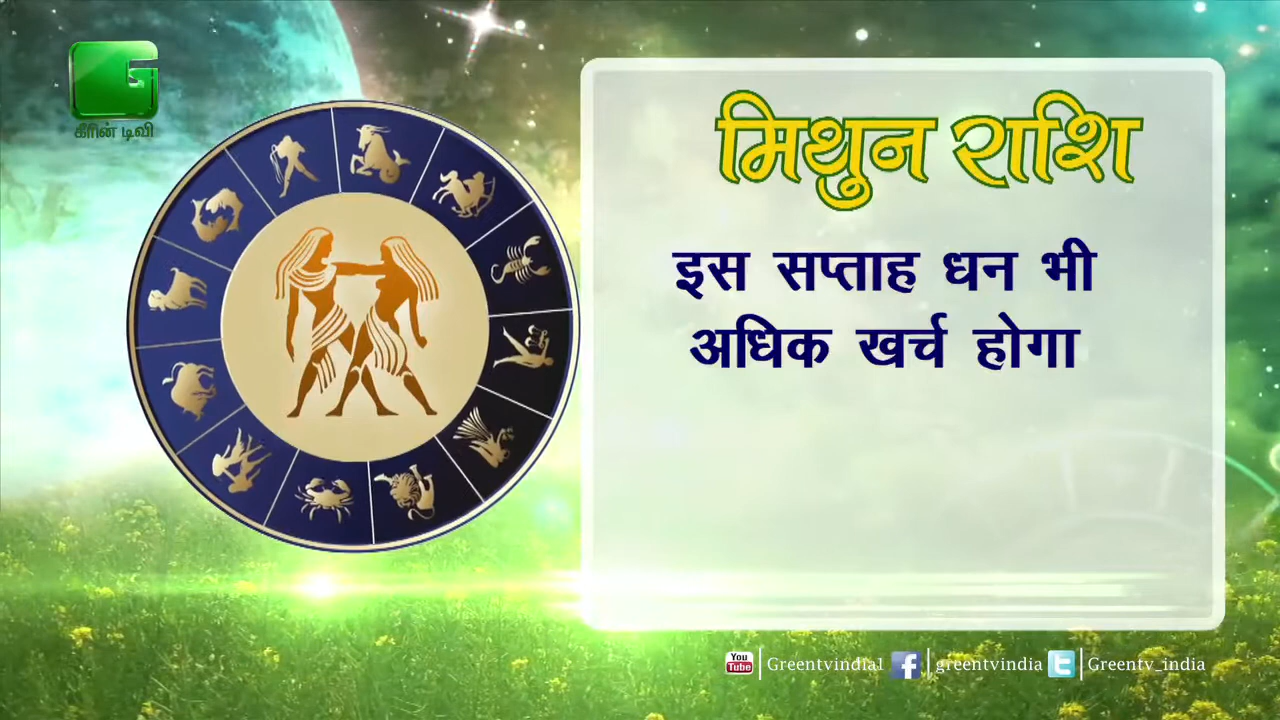 கிரீன் டிவி
मिथुन राशि
इस सप्ताह धन भी
अधिक खर्च होगा
You Tube Greentvindia1 f greentvindia t Greentv_india